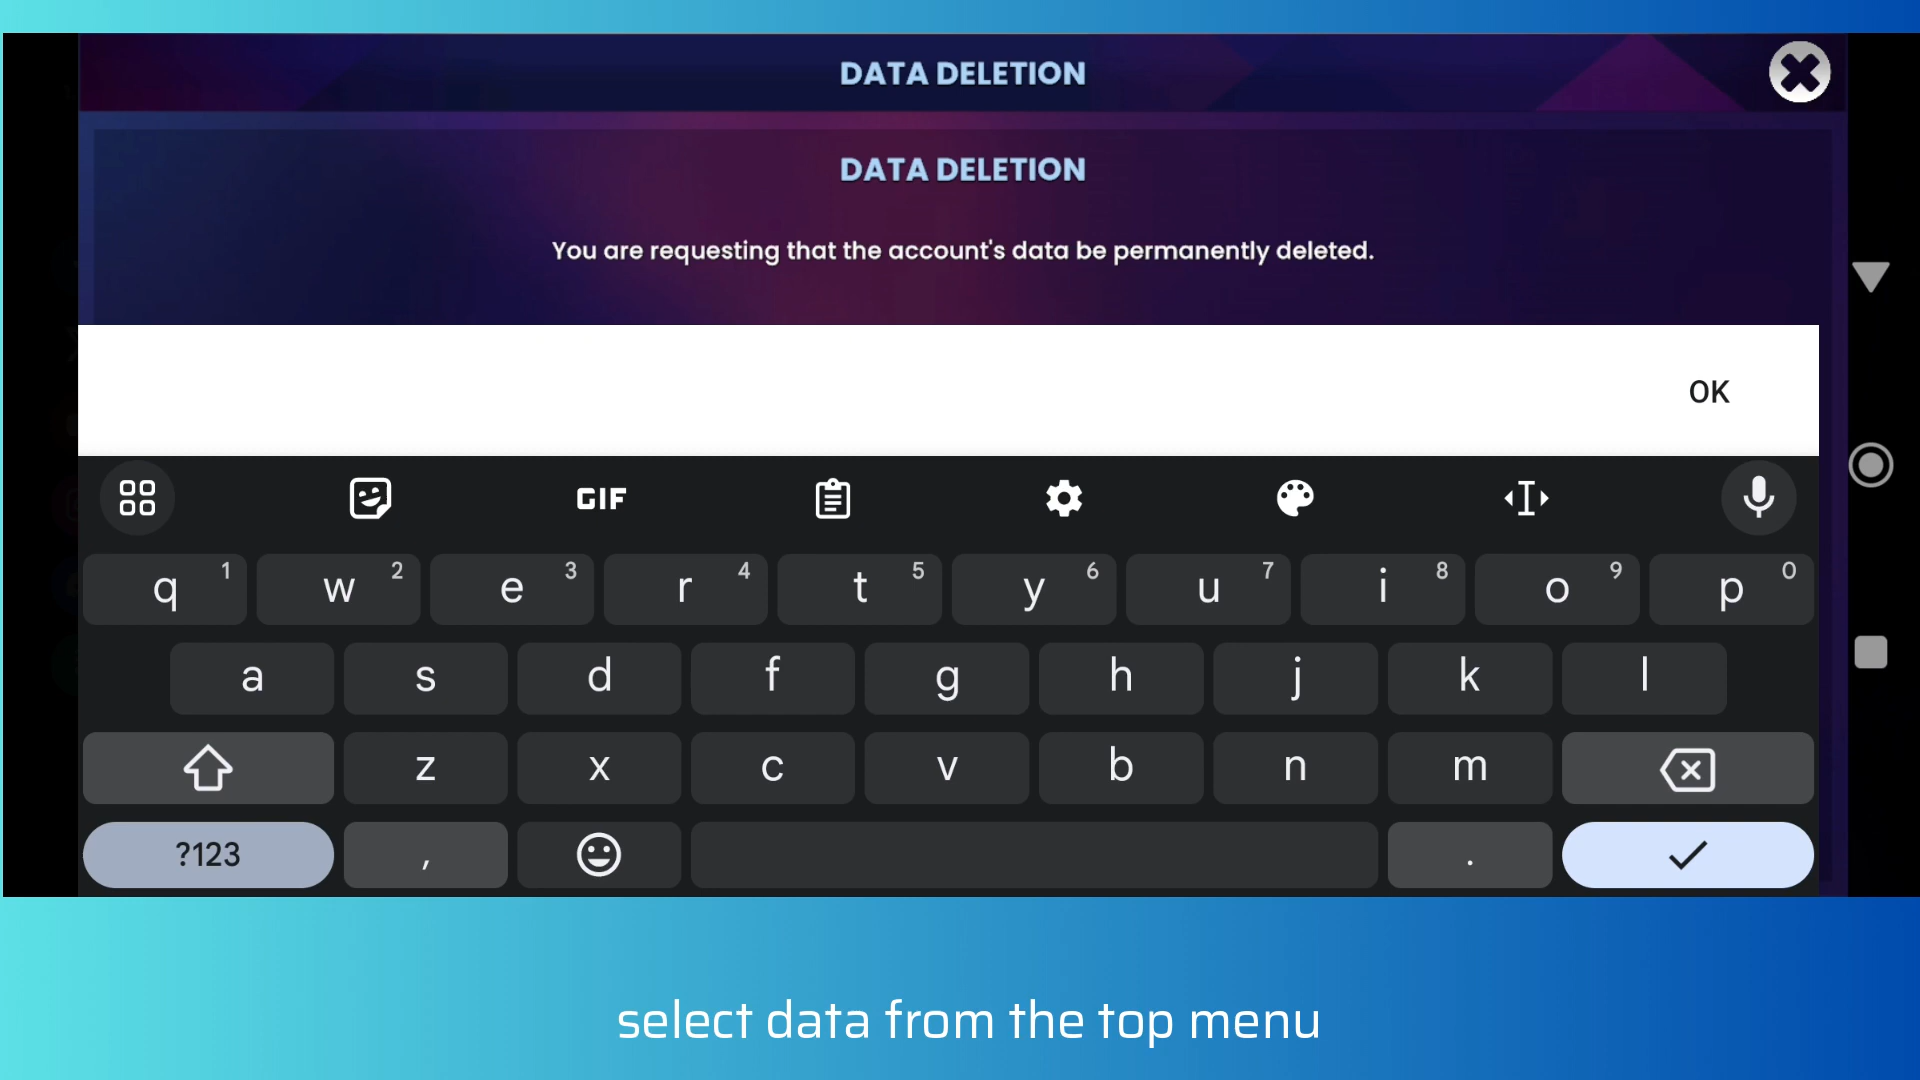 DATA DELETION
DATA DELETION
You are requesting that the account's data be permanently deleted.
OK
GIF
q 1 w 2 e 3 r 4 t 5 y 6 u 7 i 8 o 9 p 0
a s d f g h j k l
z x c v b n m
?123 , .
select data from the top menu